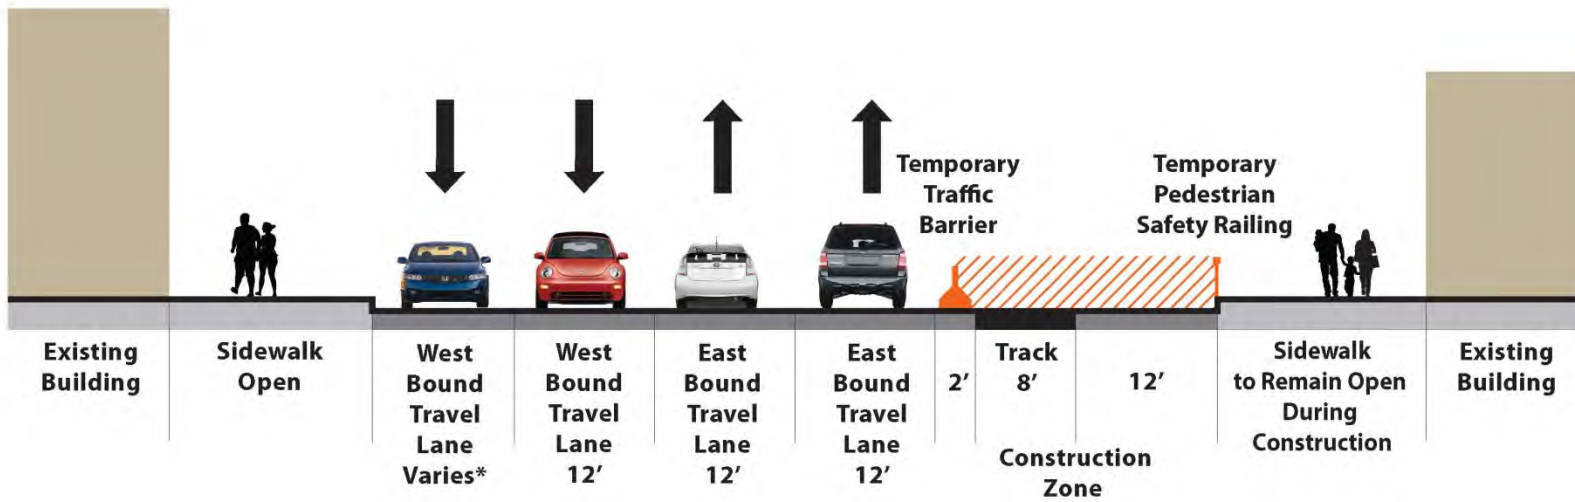 Temporary
Traffic
Barrier
Temporary
Pedestrian
Safety Railing
Existing
Building
Sidewalk
Open
West
Bound
Travel
Lane
Varies*
West
Bound
Travel
Lane
12’
East
Bound
Travel
Lane
12’
East
Bound
Travel
Lane
12’
2’
Track
8’
12’
Construction
Zone
Sidewalk
to Remain Open
During
Construction
Existing
Building